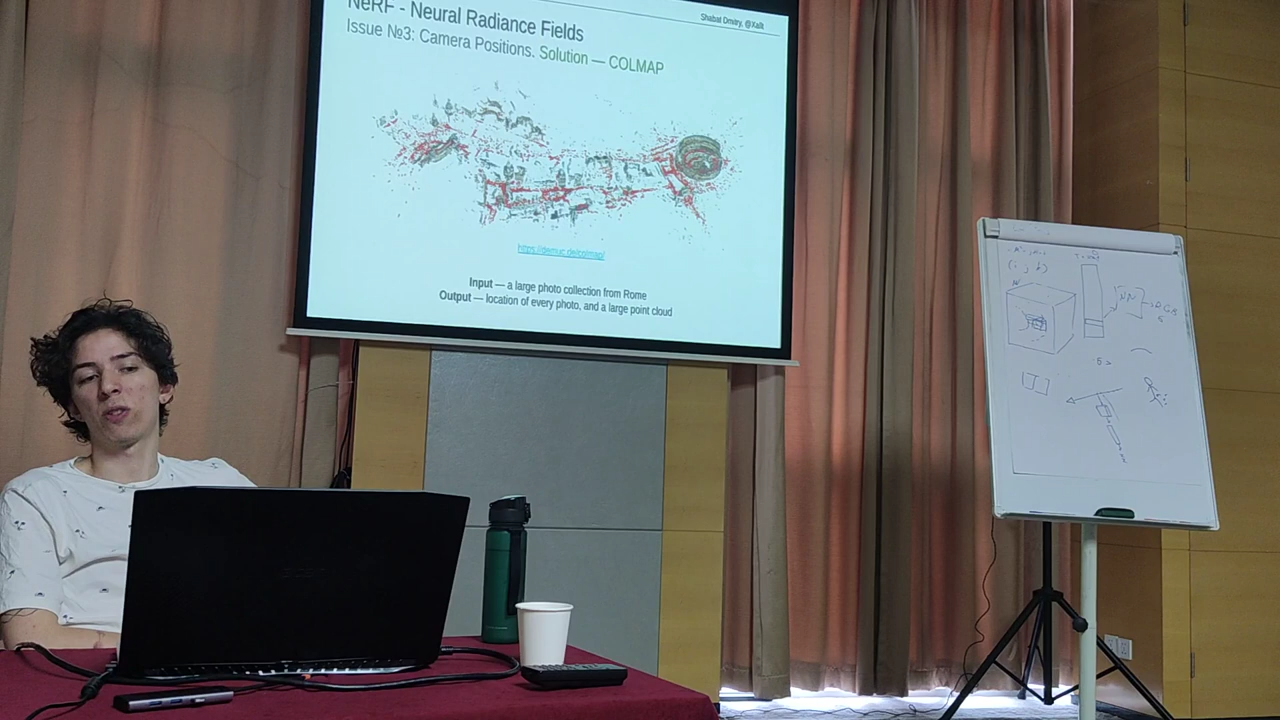 NeRF - Neural Radiance Fields
Shabat Dmitry, @Xallt
Issue №3: Camera Positions. Solution — COLMAP
https://demuc.de/colmap/
Input — a large photo collection from Rome
Output — location of every photo, and a large point cloud